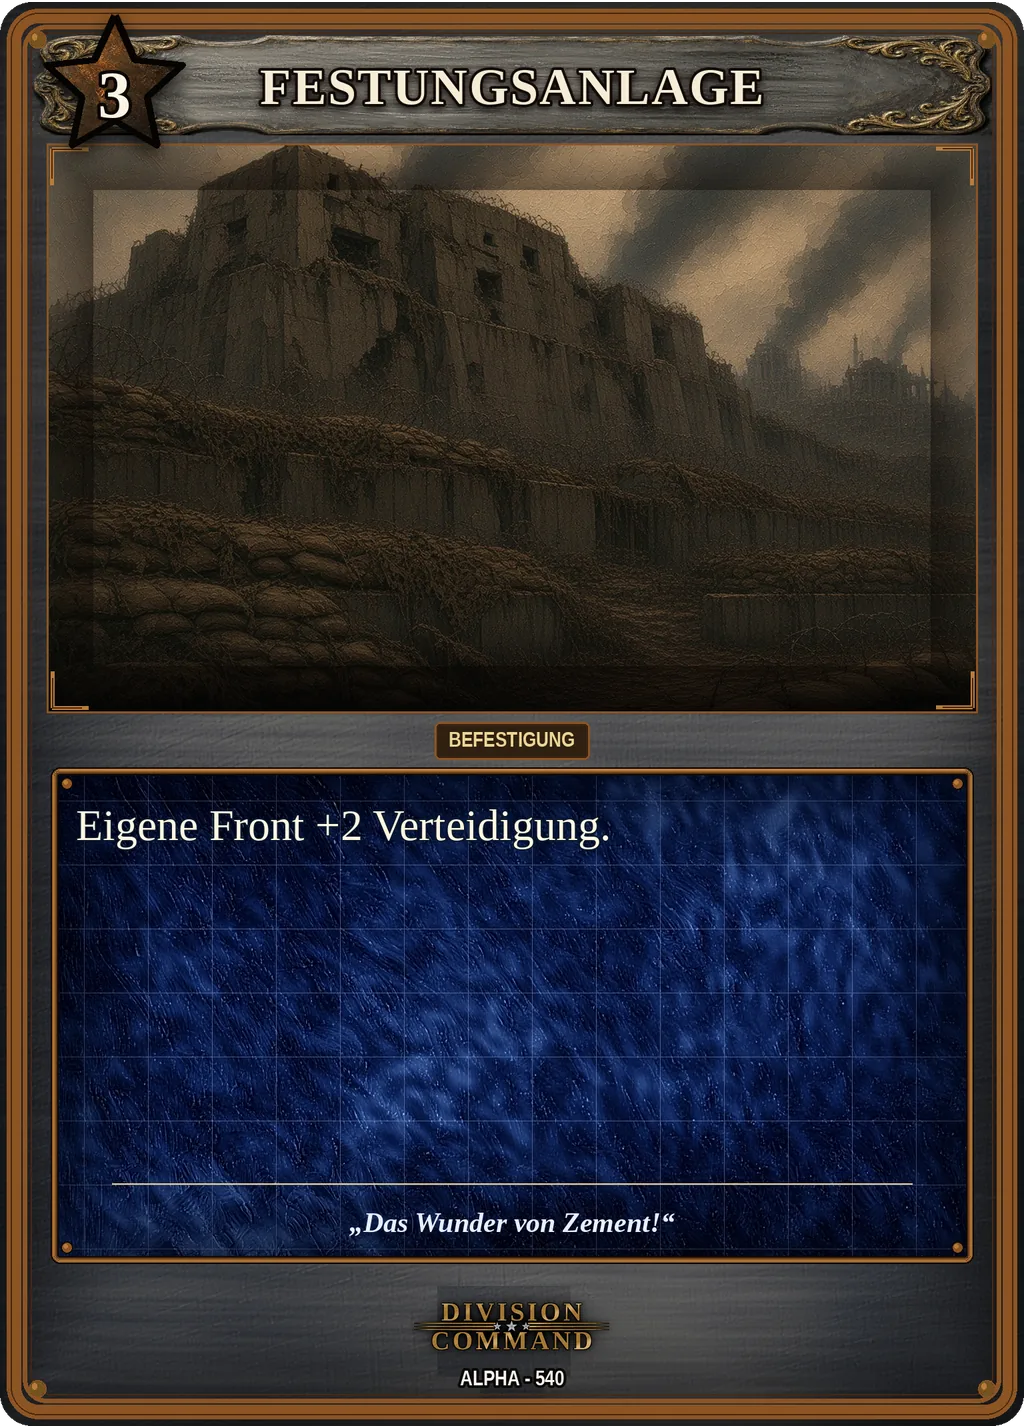 3
FESTUNGSANLAGE
BEFESTIGUNG
Eigene Front +2 Verteidigung.
„Das Wunder von Zement!“
DIVISION
COMMAND
ALPHA - 540